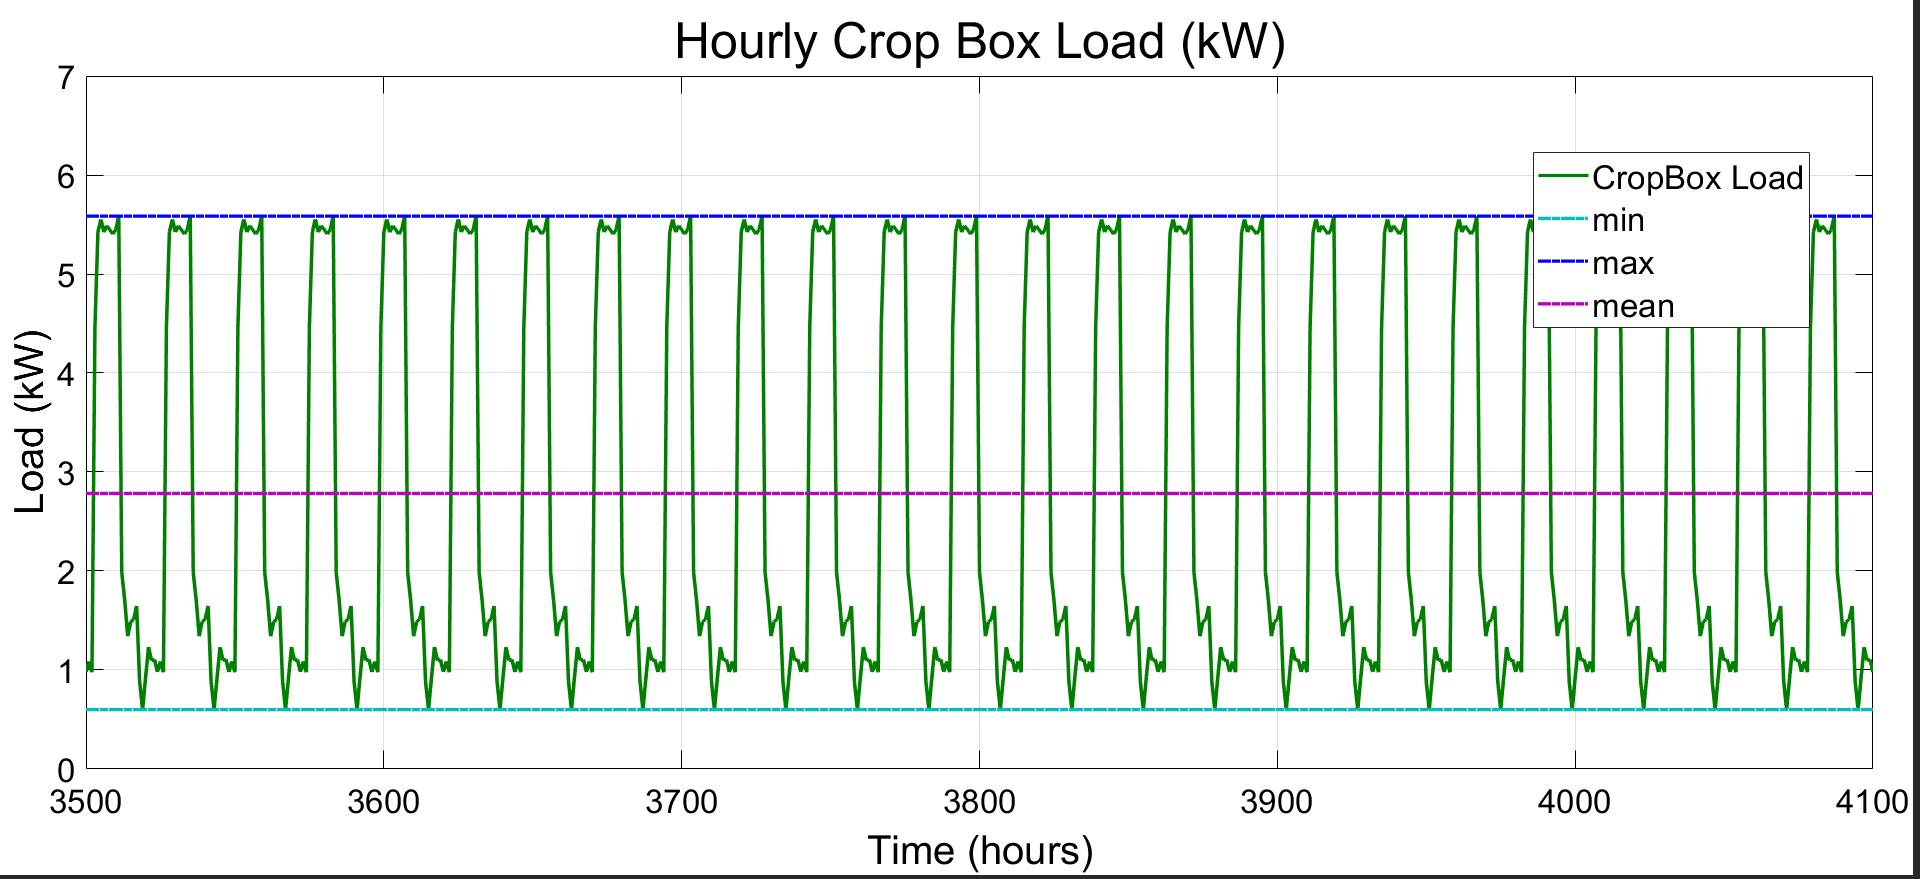 Hourly Crop Box Load (kW)
7
6
5
4
3
2
1
0
Load (kW)
CropBox Load
min
max
mean
3500 3600 3700 3800 3900 4000 4100
Time (hours)